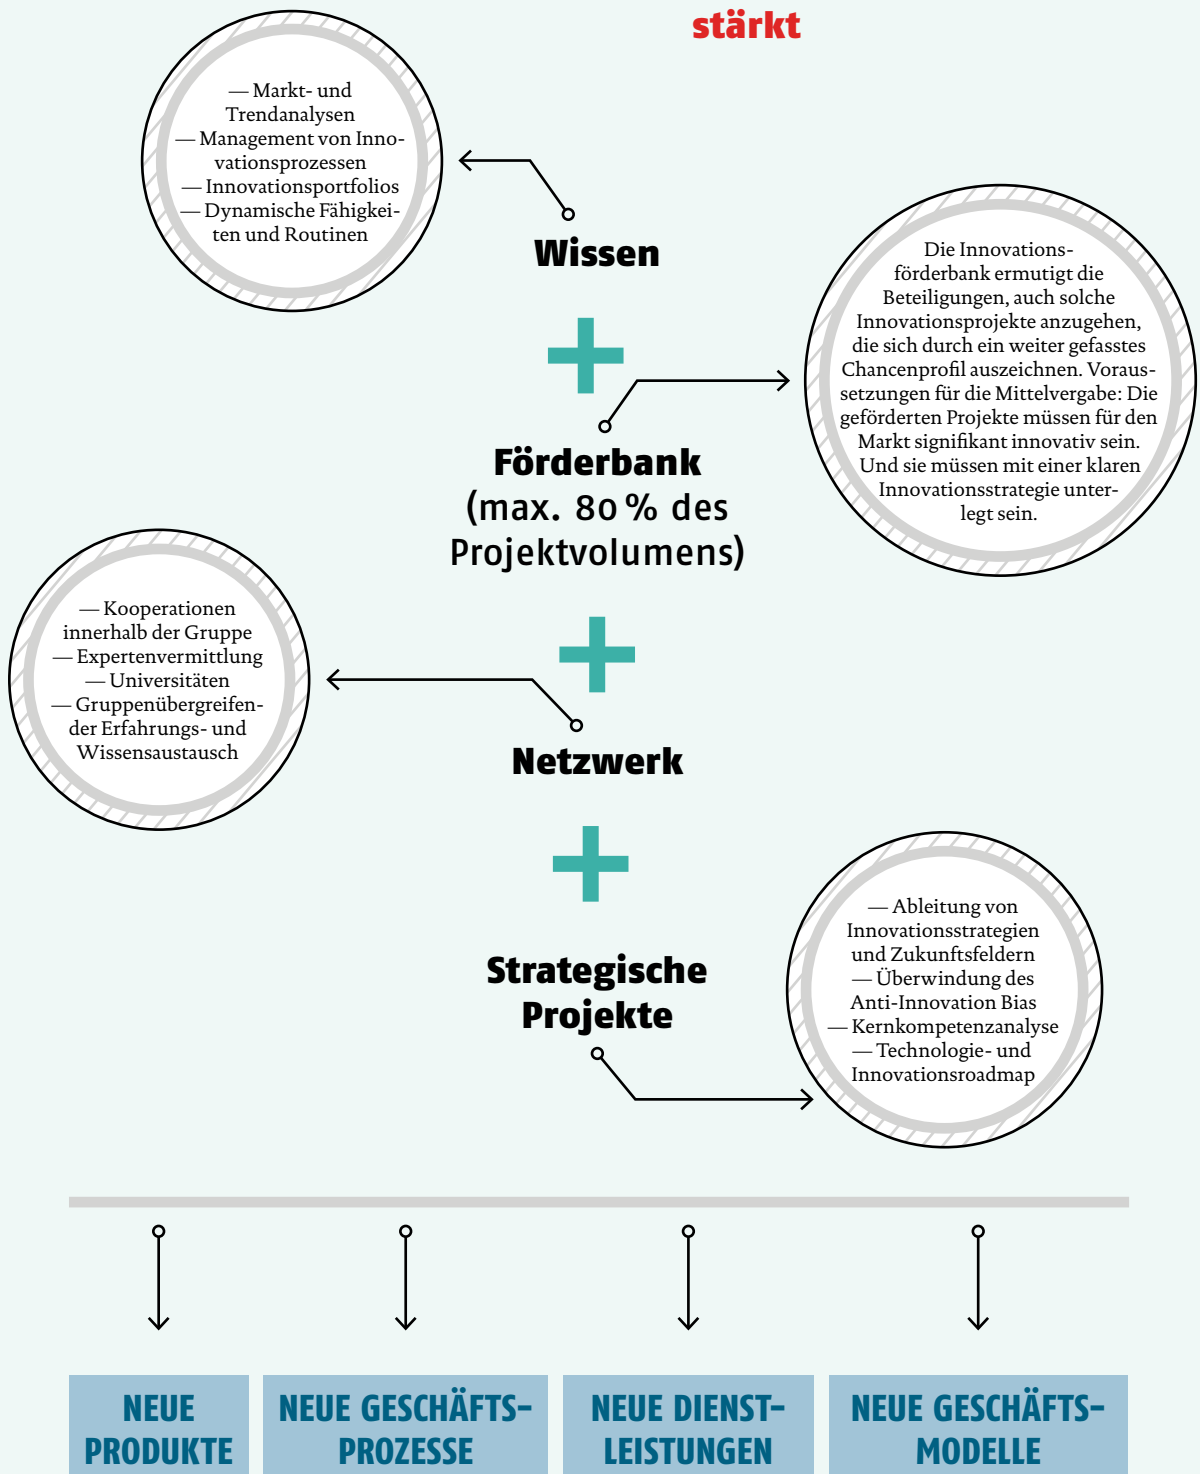 stärkt
— Markt- und
Trendanalysen
— Management von Inno-
vationsprozessen
— Innovationsportfolios
— Dynamische Fähigkei-
ten und Routinen
Wissen
Die Innovations-
förderbank ermutigt die
Beteiligungen, auch solche
Innovationsprojekte anzugehen,
die sich durch ein weiter gefasstes
Chancenprofil auszeichnen. Voraus-
setzungen für die Mittelvergabe: Die
geförderten Projekte müssen für den
Markt signifikant innovativ sein.
Und sie müssen mit einer klaren
Innovationsstrategie unter-
legt sein.
+
Förderbank
(max. 80 % des
Projektvolumens)
— Kooperationen
innerhalb der Gruppe
— Expertenvermittlung
— Universitäten
— Gruppenübergreifen-
der Erfahrungs- und
Wissensaustausch
+
Netzwerk
+
Strategische
Projekte
— Ableitung von
Innovationsstrategien
und Zukunftsfeldern
— Überwindung des
Anti-Innovation Bias
— Kernkompetenzanalyse
— Technologie- und
Innovationsroadmap
NEUE
PRODUKTE
NEUE GESCHÄFTS-
PROZESSE
NEUE DIENST-
LEISTUNGEN
NEUE GESCHÄFTS-
MODELLE